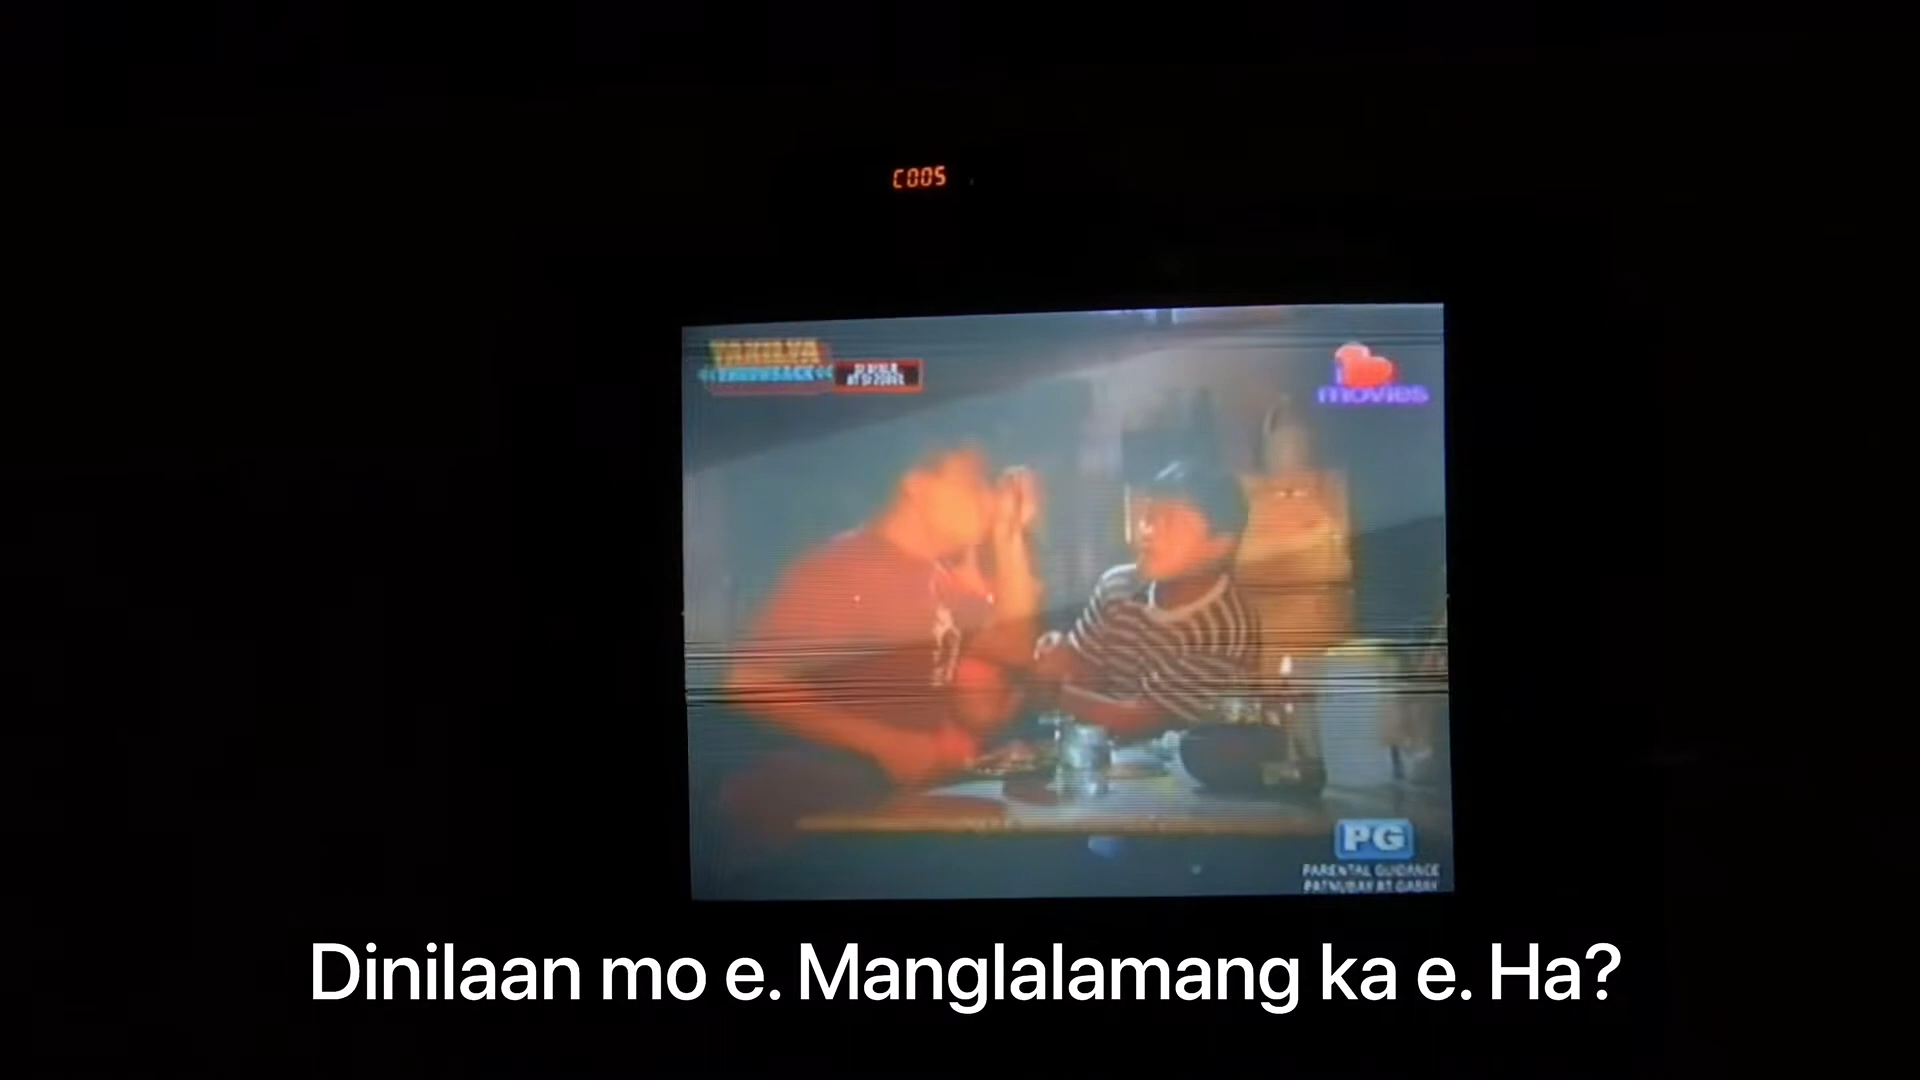 C005
movies
PG
PARENTAL GUIDANCE
PATNUBAY AT GABAY
Dinilaan mo e. Manglalamang ka e. Ha?